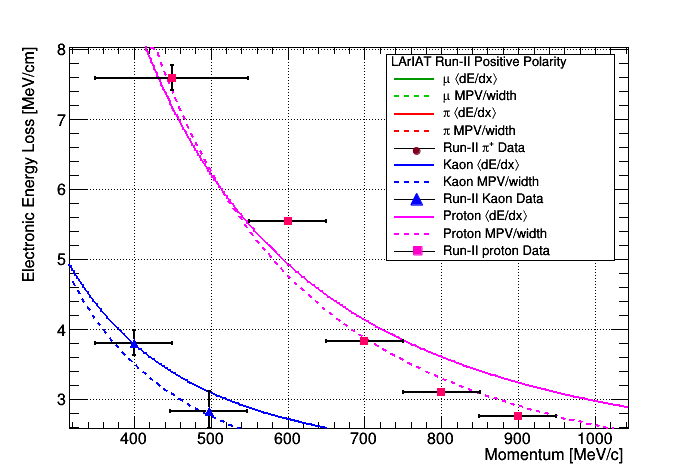 Electronic Energy Loss [MeV/cm]
8
7
6
5
4
3
LArIAT Run-II Positive Polarity
μ ⟨dE/dx⟩
μ MPV/width
π ⟨dE/dx⟩
π MPV/width
Run-II π⁺ Data
Kaon ⟨dE/dx⟩
Kaon MPV/width
Run-II Kaon Data
Proton ⟨dE/dx⟩
Proton MPV/width
Run-II proton Data
400 500 600 700 800 900 1000
Momentum [MeV/c]